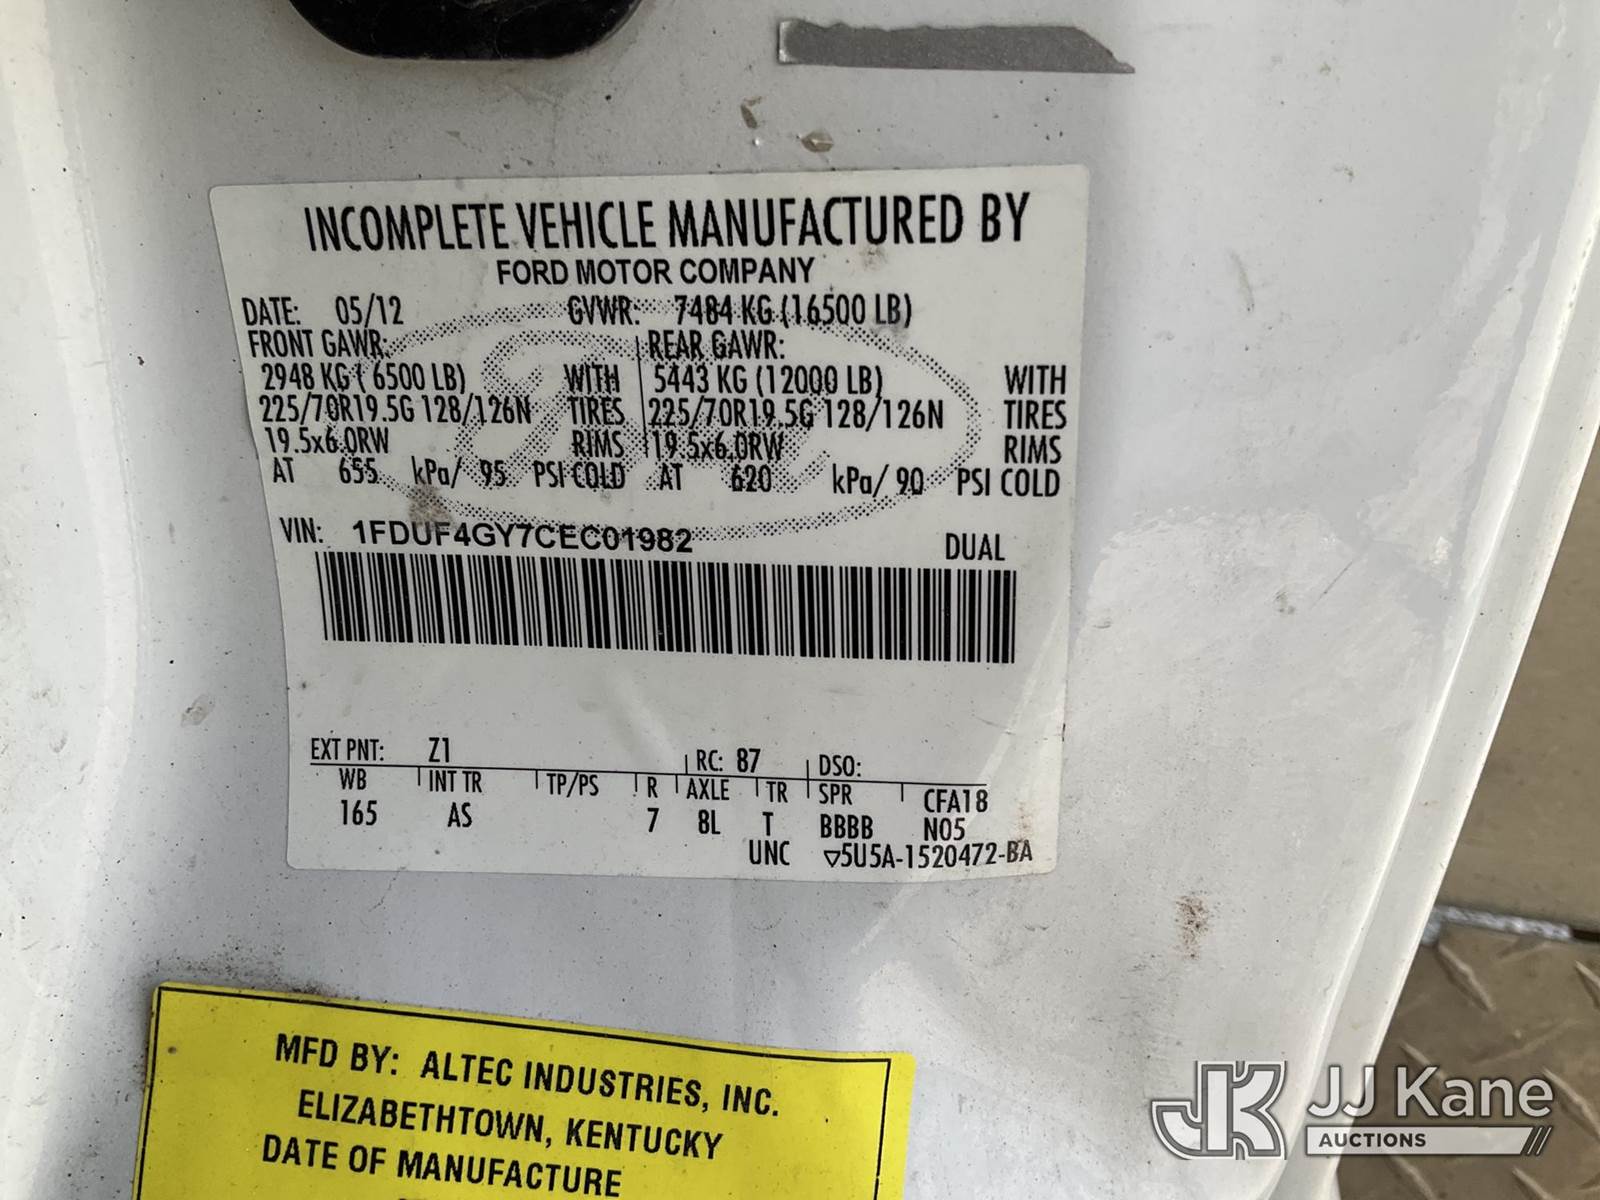 INCOMPLETE VEHICLE MANUFACTURED BY
FORD MOTOR COMPANY
DATE: 05/12 GVWR: 7484 KG (16500 LB)
FRONT GAWR: REAR GAWR:
2948 KG ( 6500 LB) WITH 5443 KG (12000 LB) WITH
225/70R19.5G 128/126N TIRES 225/70R19.5G 128/126N TIRES
19.5x6.0RW RIMS 19.5x6.0RW RIMS
AT 655 kPa/ 95 PSI COLD AT 620 kPa/ 90 PSI COLD
VIN: 1FDUF4GY7CEC01982 DUAL
EXT PNT: Z1 RC: 87 DSO:
WB INT TR TP/PS R AXLE TR SPR CFA18
165 AS 7 8L T BBBB N05
UNC ▽5U5A-1520472-BA
MFD BY: ALTEC INDUSTRIES, INC.
ELIZABETHTOWN, KENTUCKY
DATE OF MANUFACTURE
JJ Kane
AUCTIONS